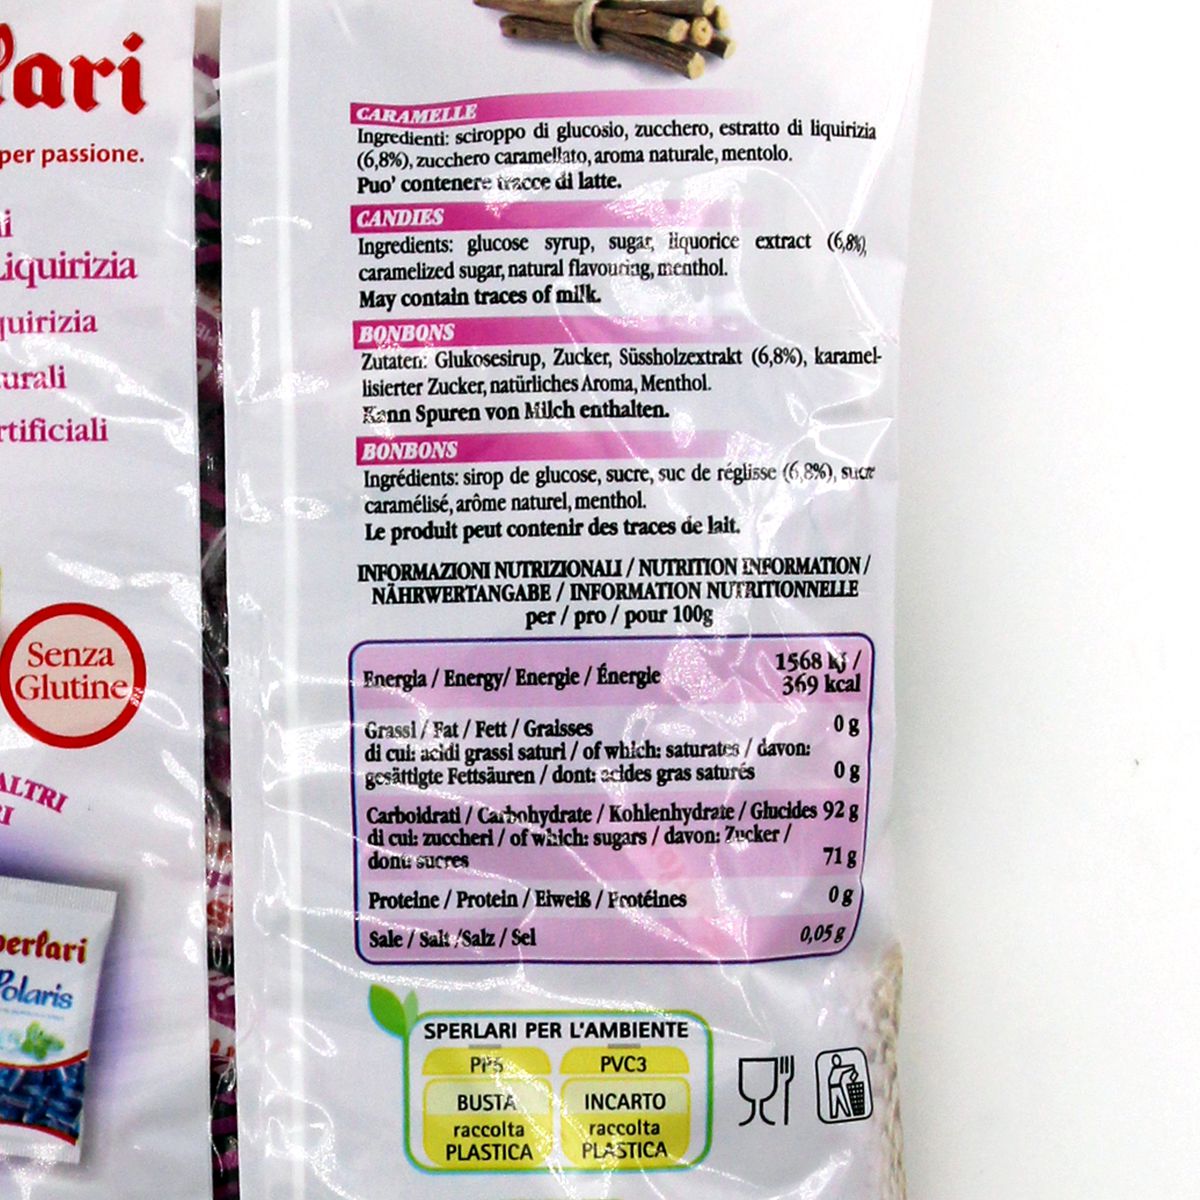 per passione.
CARAMELLE
Ingredienti: sciroppo di glucosio, zucchero, estratto di liquirizia
(6,8%), zucchero caramellato, aroma naturale, mentolo.
Puo' contenere tracce di latte.
CANDIES
Ingredients: glucose syrup, sugar, liquorice extract (6,8%),
caramelized sugar, natural flavouring, menthol.
May contain traces of milk.
BONBONS
Zutaten: Glukosesirup, Zucker, Süssholzextrakt (6,8%), karamel-
lisierter Zucker, natürliches Aroma, Menthol.
Kann Spuren von Milch enthalten.
BONBONS
Ingrédients: sirop de glucose, sucre, suc de réglisse (6,8%), sucre
caramélisé, arôme naturel, menthol.
Le produit peut contenir des traces de lait.
INFORMAZIONI NUTRIZIONALI / NUTRITION INFORMATION /
NÄHRWERTANGABE / INFORMATION NUTRITIONNELLE
per / pro / pour 100g
Energia / Energy/ Energie / Énergie 1568 kJ /
369 kcal
Grassi / Fat / Fett / Graisses 0 g
di cui: acidi grassi saturi / of which: saturates / davon:
gesättigte Fettsäuren / dont: acides gras saturés 0 g
Carboidrati / Carbohydrate / Kohlenhydrate / Glucides 92 g
di cui: zuccheri / of which: sugars / davon: Zucker /
dont: sucres 71 g
Proteine / Protein / Eiweiß / Protéines 0 g
Sale / Salt /Salz / Sel 0,05 g
SPERLARI PER L'AMBIENTE
PP5 PVC3
BUSTA INCARTO
raccolta raccolta
PLASTICA PLASTICA
Liquirizia
Senza
Glutine
ALTRI
Polaris